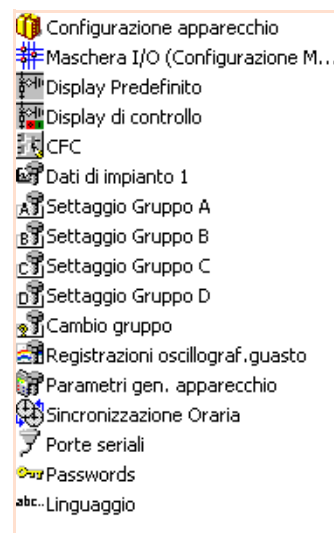 Configurazione apparecchio
Maschera I/O (Configurazione M...
Display Predefinito
Display di controllo
CFC
Dati di impianto 1
A Settaggio Gruppo A
B Settaggio Gruppo B
C Settaggio Gruppo C
D Settaggio Gruppo D
Cambio gruppo
Registrazioni oscillograf.guasto
Parametri gen. apparecchio
Sincronizzazione Oraria
Porte seriali
Passwords
abc.. Linguaggio